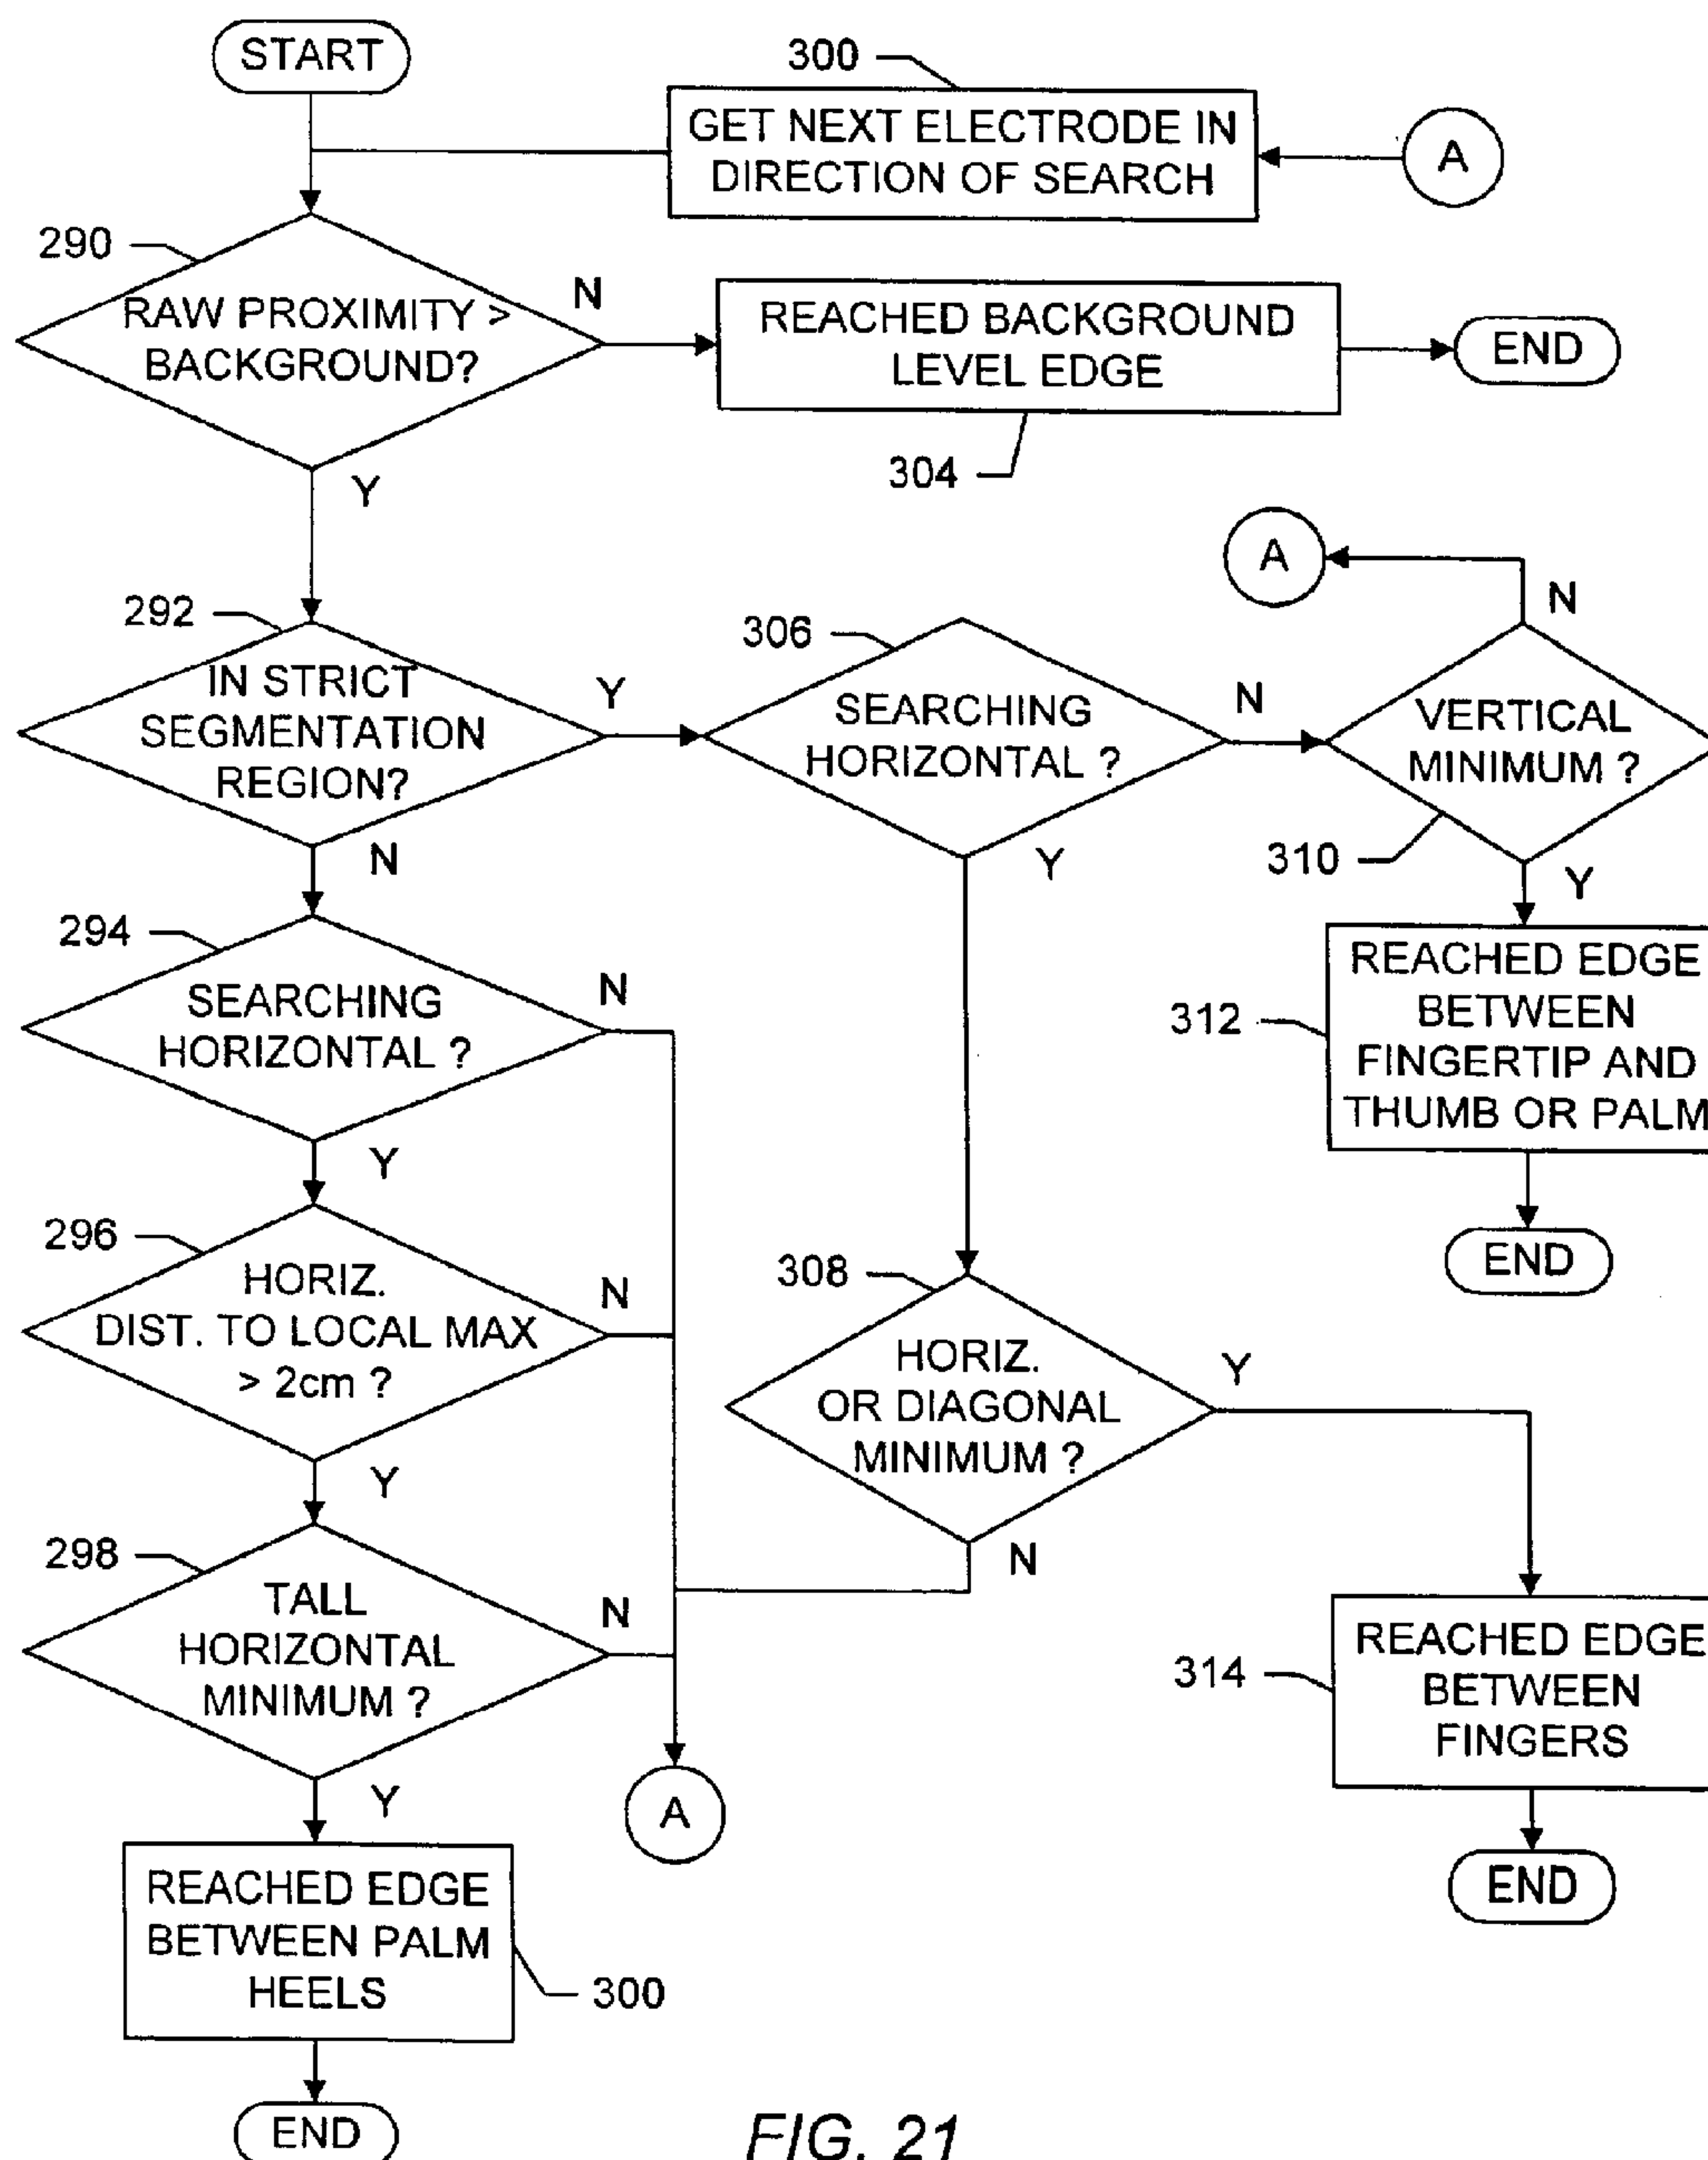 START
300
GET NEXT ELECTRODE IN
DIRECTION OF SEARCH
A
290
RAW PROXIMITY >
BACKGROUND?
N
Y
REACHED BACKGROUND
LEVEL EDGE
304
END
A
N
292
IN STRICT
SEGMENTATION
REGION?
Y
N
306
SEARCHING
HORIZONTAL ?
N
Y
VERTICAL
MINIMUM ?
310
Y
294
SEARCHING
HORIZONTAL ?
N
Y
312
REACHED EDGE
BETWEEN
FINGERTIP AND
THUMB OR PALM
END
296
HORIZ.
DIST. TO LOCAL MAX
> 2cm ?
N
Y
308
HORIZ.
OR DIAGONAL
MINIMUM ?
Y
N
298
TALL
HORIZONTAL
MINIMUM ?
N
Y
314
REACHED EDGE
BETWEEN
FINGERS
END
A
REACHED EDGE
BETWEEN PALM
HEELS
300
END
FIG. 21